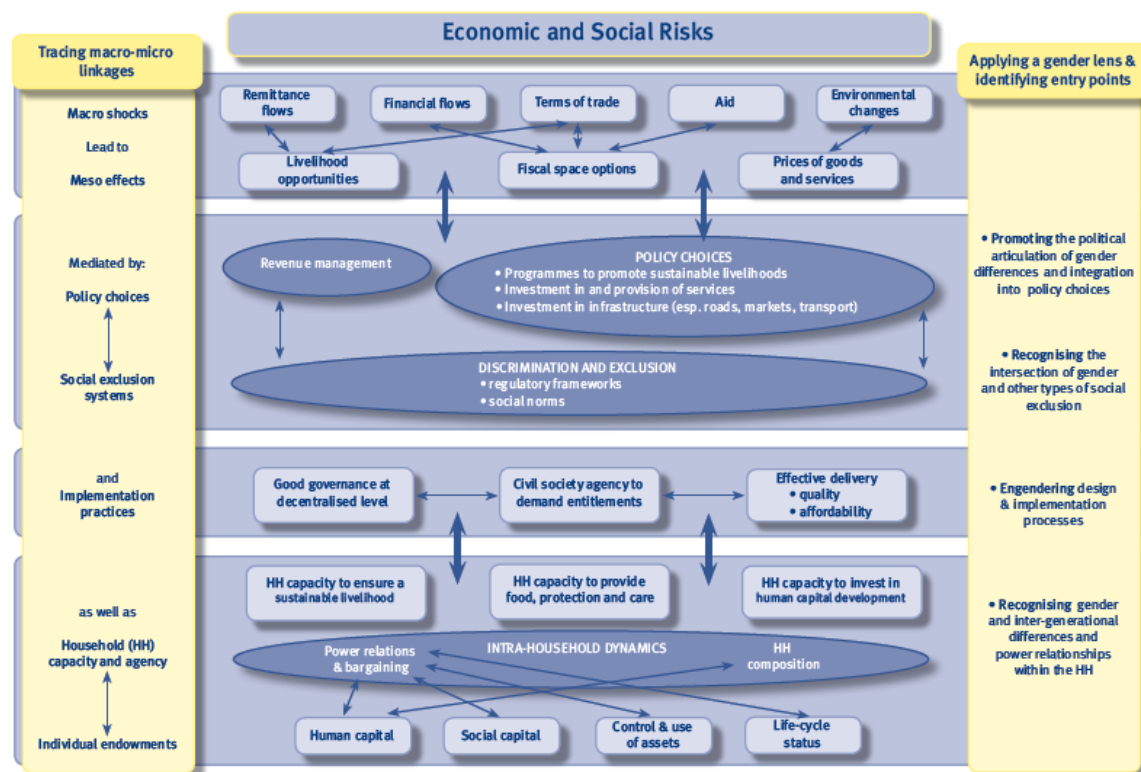 Economic and Social Risks
Tracing macro-micro
linkages
Macro shocks
Lead to
Meso effects
Mediated by:
Policy choices
Social exclusion
systems
and
Implementation
practices
as well as
Household (HH)
capacity and agency
Individual endowments
Remittance
flows
Financial flows
Terms of trade
Aid
Environmental
changes
Livelihood
opportunities
Fiscal space options
Prices of goods
and services
Revenue management
POLICY CHOICES
• Programmes to promote sustainable livelihoods
• Investment in and provision of services
• Investment in infrastructure (esp. roads, markets, transport)
DISCRIMINATION AND EXCLUSION
• regulatory frameworks
• social norms
Good governance at
decentralised level
Civil society agency to
demand entitlements
Effective delivery
• quality
• affordability
HH capacity to ensure a
sustainable livelihood
HH capacity to provide
food, protection and care
HH capacity to invest in
human capital development
Power relations
& bargaining
INTRA-HOUSEHOLD DYNAMICS
HH
composition
Human capital
Social capital
Control & use
of assets
Life-cycle
status
Applying a gender lens &
identifying entry points
• Promoting the political
articulation of gender
differences and integration
into policy choices
• Recognising the
intersection of gender
and other types of social
exclusion
• Engendering design
& implementation
processes
• Recognising gender
and inter-generational
differences and
power relationships
within the HH